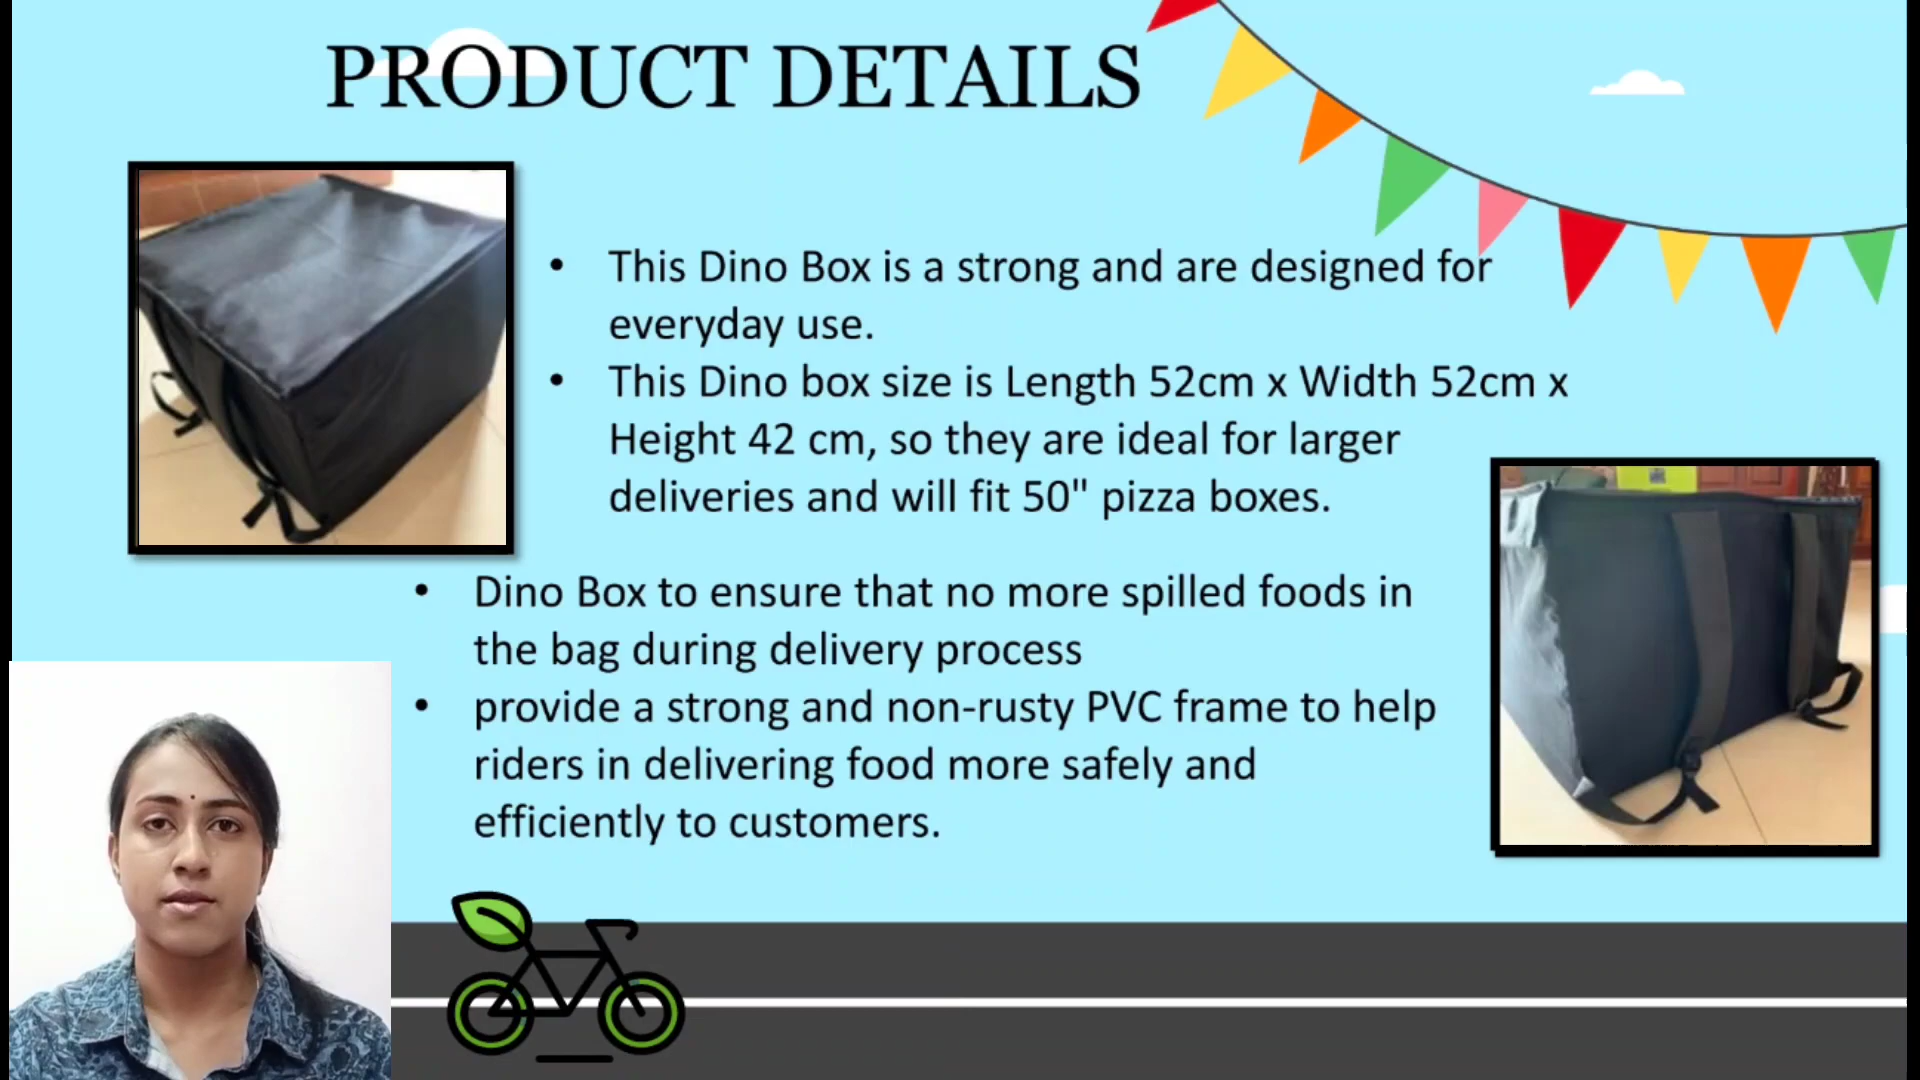 PRODUCT DETAILS
• This Dino Box is a strong and are designed for
everyday use.
• This Dino box size is Length 52cm x Width 52cm x
Height 42 cm, so they are ideal for larger
deliveries and will fit 50" pizza boxes.
• Dino Box to ensure that no more spilled foods in
the bag during delivery process
• provide a strong and non-rusty PVC frame to help
riders in delivering food more safely and
efficiently to customers.